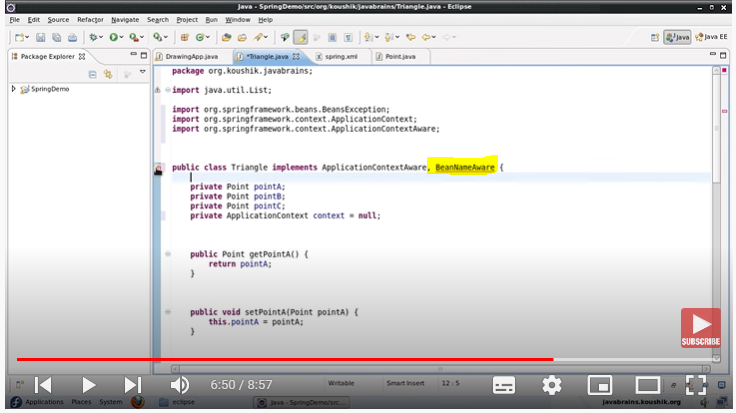 Java - SpringDemo/src/org/koushik/javabrains/Triangle.java - Eclipse
File Edit Source Refactor Navigate Search Project Run Window Help
Java Java EE
Package Explorer
DrawingApp.java *Triangle.java spring.xml Point.java
SpringDemo
package org.koushik.javabrains;
import java.util.List;
import org.springframework.beans.BeansException;
import org.springframework.context.ApplicationContext;
import org.springframework.context.ApplicationContextAware;
public class Triangle implements ApplicationContextAware, BeanNameAware {
private Point pointA;
private Point pointB;
private Point pointC;
private ApplicationContext context = null;
public Point getPointA() {
return pointA;
}
public void setPointA(Point pointA) {
this.pointA = pointA;
}
SUBSCRIBE
6:50 / 8:57
Writable Smart Insert 12 : 5
Applications Places System eclipse Java - SpringDemo/src/... javabrains.koushik.org